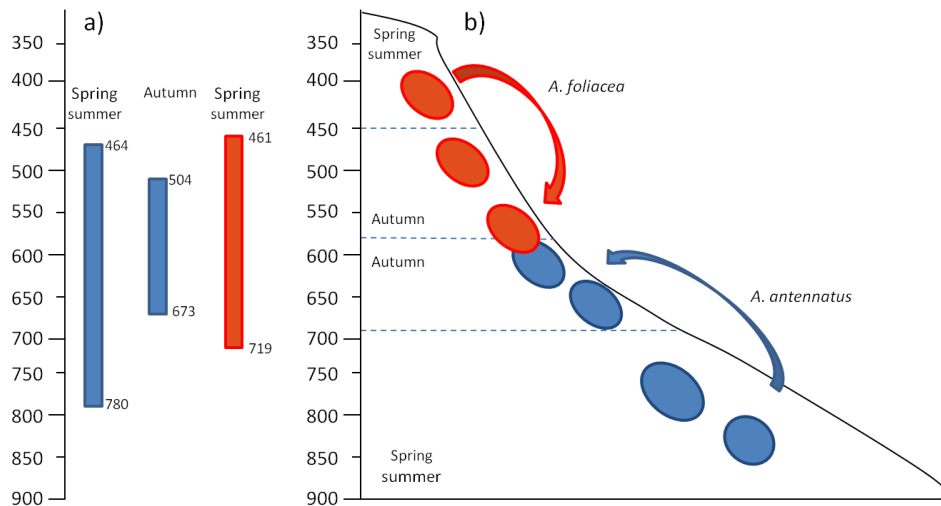 a)
350
400
450
500
550
600
650
700
750
800
850
900
Spring
summer
Autumn
Spring
summer
464
780
504
673
461
719
b)
350
400
450
500
550
600
650
700
750
800
850
900
Spring
summer
A. foliacea
Autumn
Autumn
A. antennatus
Spring
summer